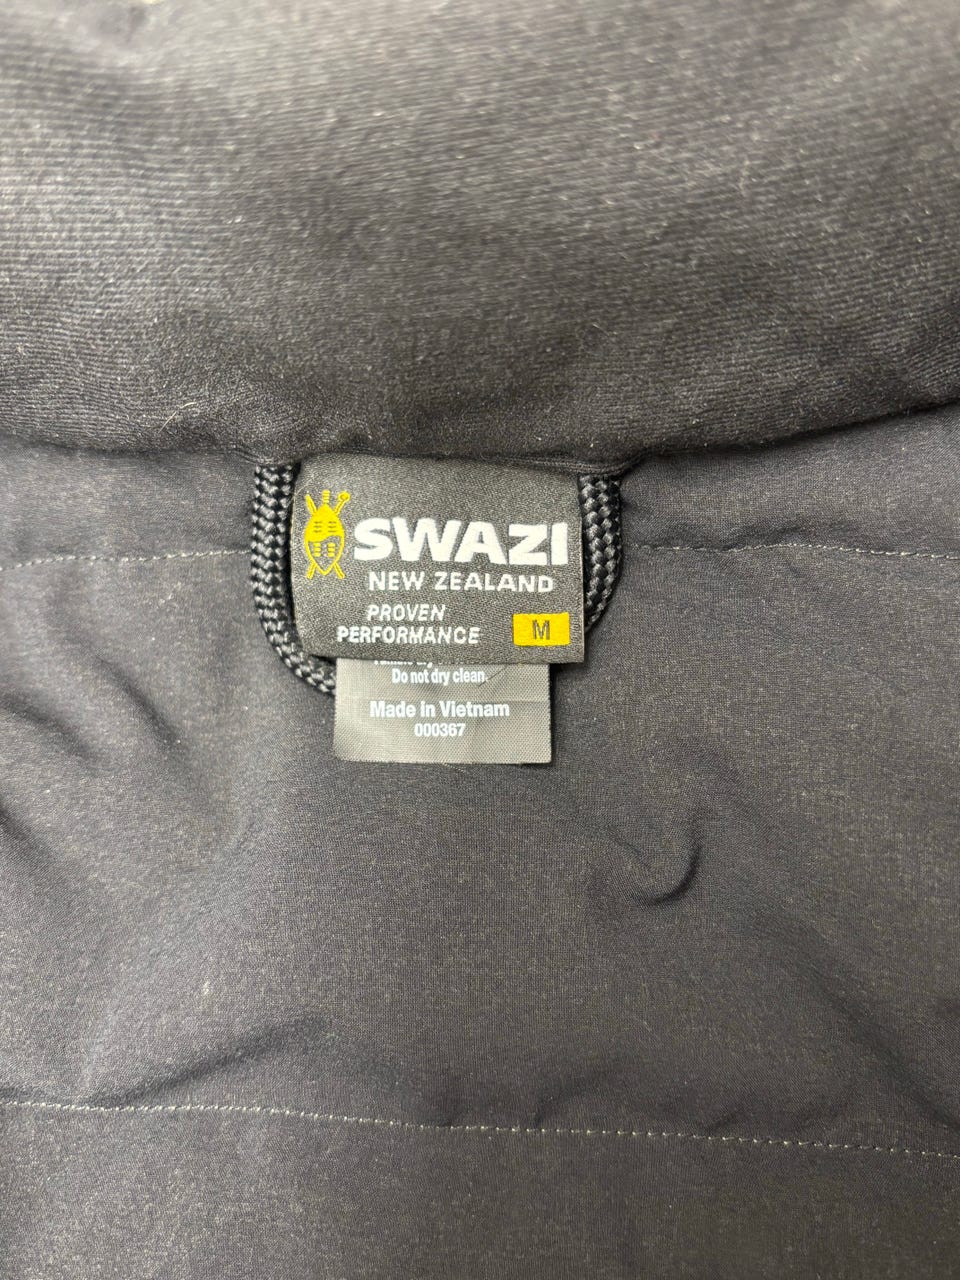 SWAZI
NEW ZEALAND
PROVEN
PERFORMANCE
M
Do not dry clean.
Made in Vietnam
000367